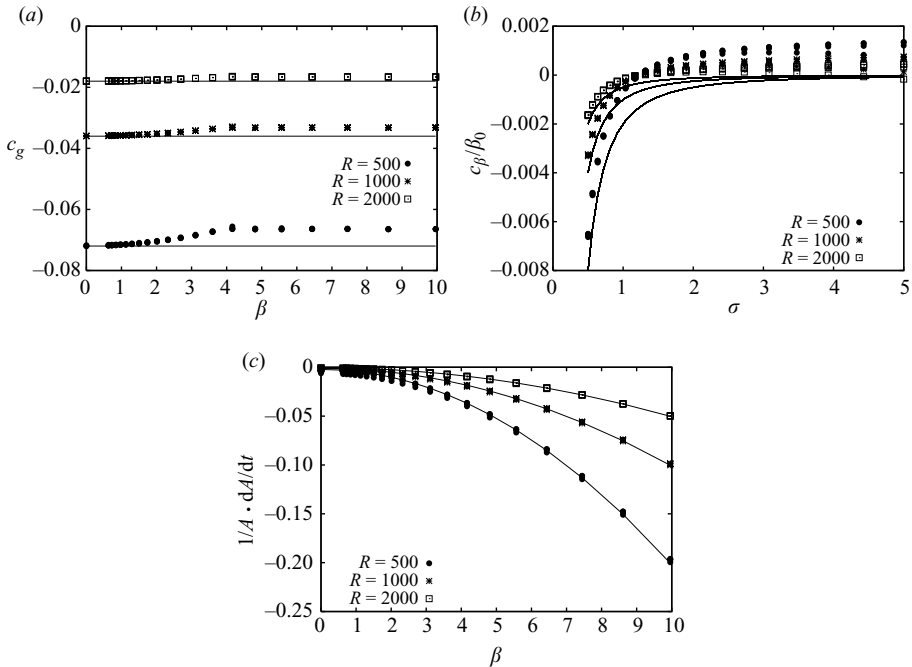 (a)
0
–0.02
–0.04
–0.06
–0.08
c_g
R = 500
R = 1000
R = 2000
0 1 2 3 4 5 6 7 8 9 10
β
(b)
0.002
0
–0.002
–0.004
–0.006
–0.008
c_β/β_0
R = 500
R = 1000
R = 2000
0 1 2 3 4 5
σ
(c)
0
–0.05
–0.10
–0.15
–0.20
–0.25
1/A • dA/dt
R = 500
R = 1000
R = 2000
0 1 2 3 4 5 6 7 8 9 10
β